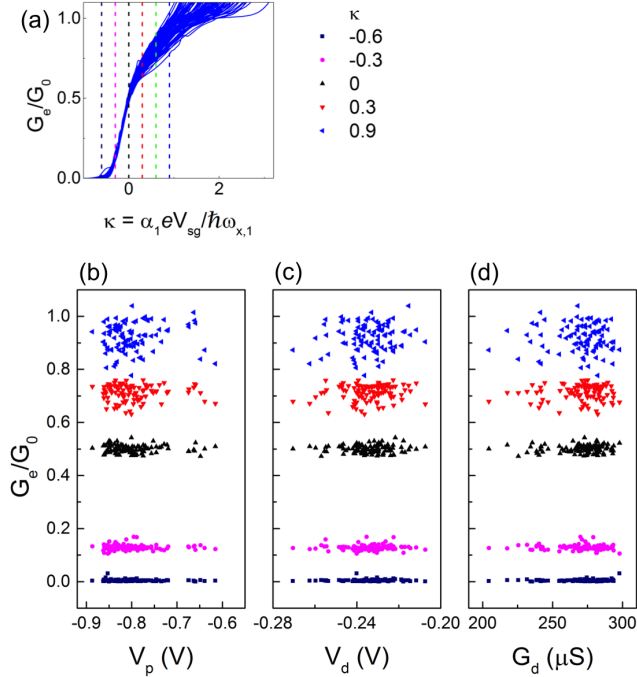 (a)
1.0
0.5
0.0
G_e/G_0
0
2
κ = α_1eV_sg/ℏω_x,1
κ
-0.6
-0.3
0
0.3
0.9
(b)
(c)
(d)
1.0
0.8
0.6
0.4
0.2
0.0
G_e/G_0
-0.9 -0.8 -0.7 -0.6
-0.28 -0.24 -0.20
200 250 300
V_p (V)
V_d (V)
G_d (μS)